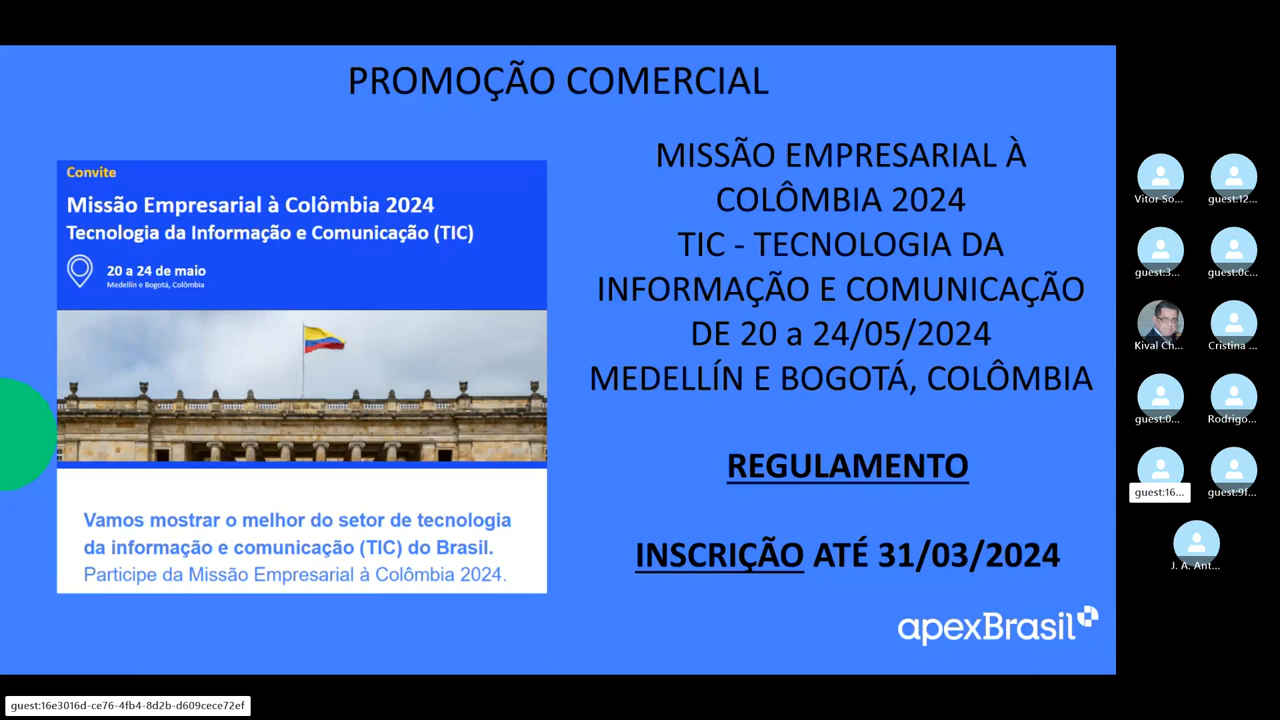 PROMOÇÃO COMERCIAL
Convite
Missão Empresarial à Colômbia 2024
Tecnologia da Informação e Comunicação (TIC)
20 a 24 de maio
Medellín e Bogotá, Colômbia
Vamos mostrar o melhor do setor de tecnologia
da informação e comunicação (TIC) do Brasil.
Participe da Missão Empresarial à Colômbia 2024.
MISSÃO EMPRESARIAL À
COLÔMBIA 2024
TIC - TECNOLOGIA DA
INFORMAÇÃO E COMUNICAÇÃO
DE 20 a 24/05/2024
MEDELLÍN E BOGOTÁ, COLÔMBIA
REGULAMENTO
INSCRIÇÃO ATÉ 31/03/2024
apexBrasil
Vitor So...
guest:12...
guest:3...
guest:0c...
Kival Ch...
Cristina ...
guest:0...
Rodrigo...
guest:16...
guest:9f...
J. A. Ant...
guest:16e3016d-ce76-4fb4-8d2b-d609cece72ef